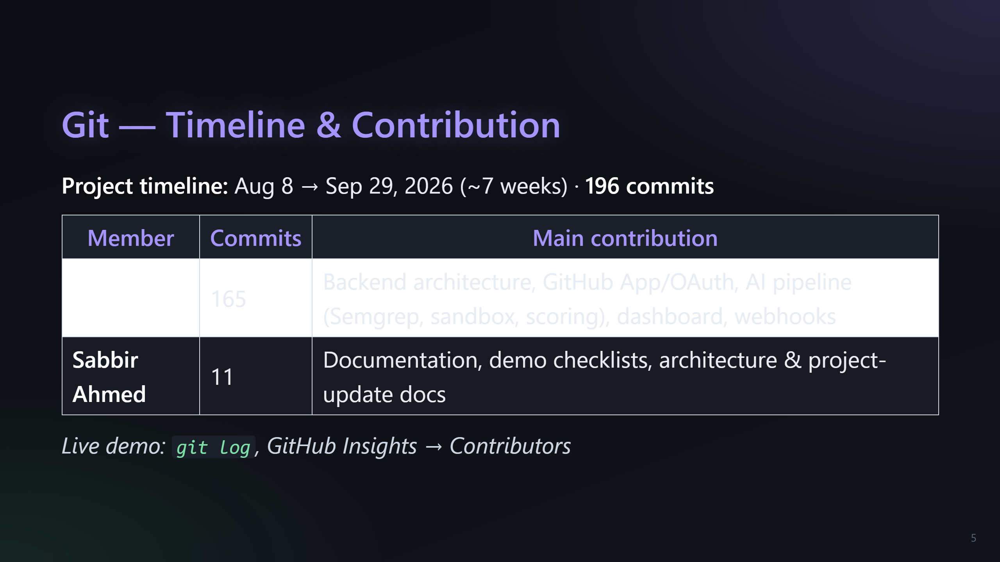 Git — Timeline & Contribution
Project timeline: Aug 8 → Sep 29, 2026 (~7 weeks) · 196 commits
Member Commits Main contribution
165 Backend architecture, GitHub App/OAuth, AI pipeline
(Semgrep, sandbox, scoring), dashboard, webhooks
Sabbir
Ahmed
11 Documentation, demo checklists, architecture & project-
update docs
Live demo: git log, GitHub Insights → Contributors
5